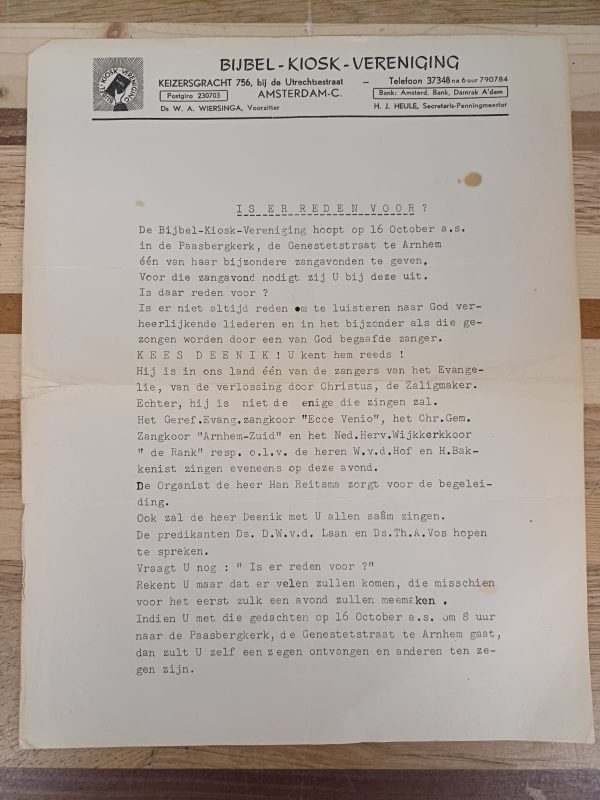 BIJBEL-KIOSK-VERENIGING
BIJBEL-KIOSK-VERENIGING
KEIZERSGRACHT 756, bij de Utrechtsestraat – Telefoon 37348 na 6 uur 790784
Postgiro 230703 AMSTERDAM-C. Bank: Amsterd. Bank, Damrak A'dam
Ds W. A. WIERSINGA, Voorzitter H. J. HEULE, Secretaris-Penningmeester
IS ER REDEN VOOR?
De Bijbel-Kiosk-Vereniging hoopt op 16 October a.s.
in de Paasbergkerk, de Genestetstraat te Arnhem
één van haar bijzondere zangavonden te geven.
Voor die zangavond nodigt zij U bij deze uit.
Is daar reden voor ?
Is er niet altijd reden om te luisteren naar God ver-
heerlijkende liederen en in het bijzonder als die ge-
zongen worden door een van God begaafde zanger.
KEES DEENIK! U kent hem reeds !
Hij is in ons land één van de zangers van het Evange-
lie, van de verlossing door Christus, de Zaligmaker.
Echter, hij is niet de enige die zingen zal.
Het Geref.Evang.zangkoor "Ecce Venio", het Chr.Gem.
Zangkoor "Arnhem-Zuid" en het Ned.Herv.Wijkkerkkoor
" de Rank" resp. o.l.v. de heren W.v.d.Hof en H.Bak-
kenist zingen eveneens op deze avond.
De Organist de heer Han Reitsma zorgt voor de begelei-
ding.
Ook zal de heer Deenik met U allen saâm zingen.
De predikanten Ds. D.W.v.d. Laan en Ds.Th.A.Vos hopen
te spreken.
Vraagt U nog : " Is er reden voor ?"
Rekent U maar dat er velen zullen komen, die misschien
voor het eerst zulk een avond zullen meemaken .
Indien U met die gedachten op 16 October a.s. om 8 uur
naar de Paasbergkerk, de Genestetstraat te Arnhem gaat,
dan zult U zelf een zegen ontvangen en anderen ten ze-
gen zijn.